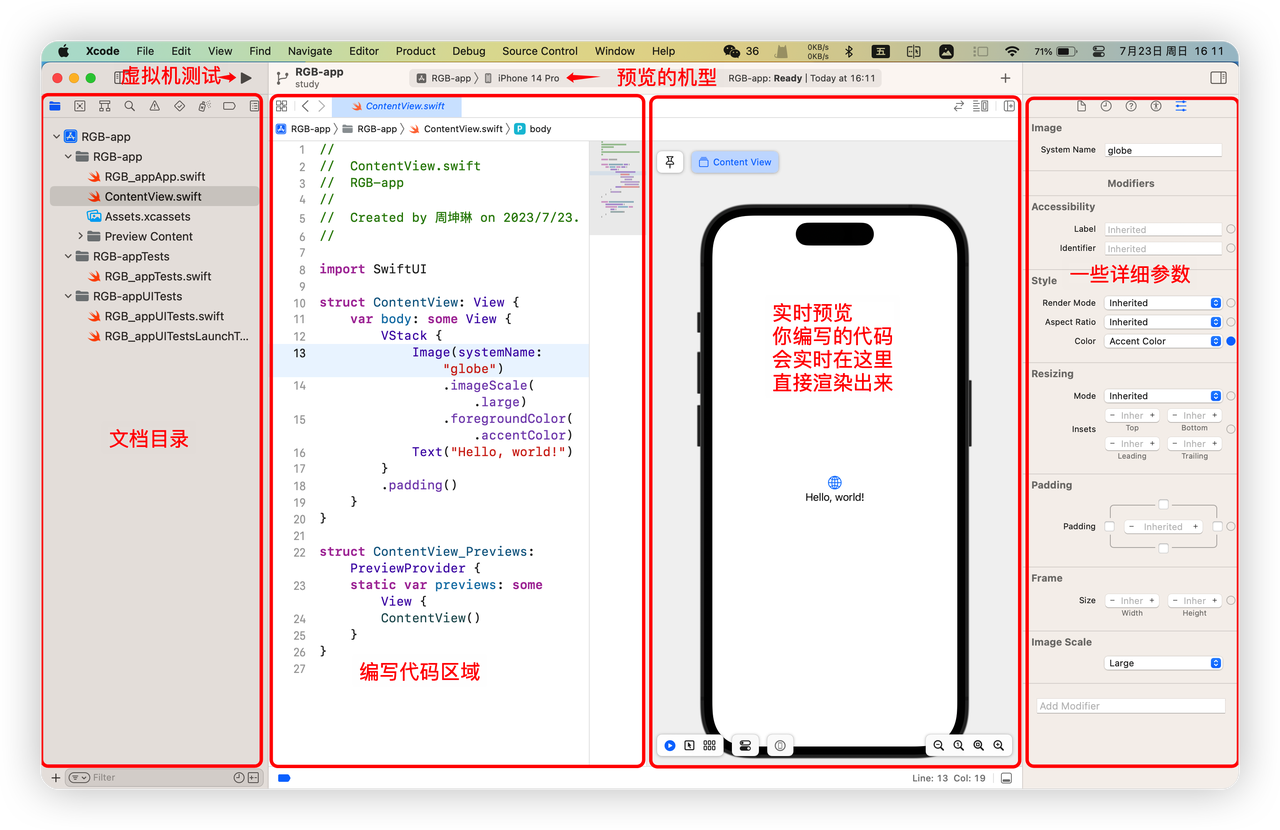 Xcode File Edit View Find Navigate Editor Product Debug Source Control Window Help 36 0KB/s 0KB/s 五 71% 7月23日 周日 16 11
虚拟机测试
RGB-app
study
RGB-app 〉 iPhone 14 Pro
预览的机型
RGB-app: Ready | Today at 16:11
RGB-app
RGB-app
RGB_appApp.swift
ContentView.swift
Assets.xcassets
Preview Content
RGB-appTests
RGB_appTests.swift
RGB-appUITests
RGB_appUITests.swift
RGB_appUITestsLaunchT...
文档目录
Filter
ContentView.swift
RGB-app 〉 RGB-app 〉 ContentView.swift 〉 P body
1 //
2 //  ContentView.swift
3 //  RGB-app
4 //
5 //  Created by 周坤琳 on 2023/7/23.
6 //
7
8 import SwiftUI
9
10 struct ContentView: View {
11     var body: some View {
12         VStack {
13             Image(systemName:
"globe")
14                 .imageScale(
.large)
15                 .foregroundColor(
.accentColor)
16             Text("Hello, world!")
17         }
18         .padding()
19     }
20 }
21
22 struct ContentView_Previews:
PreviewProvider {
23     static var previews: some
View {
24         ContentView()
25     }
26 }
27
编写代码区域
Content View
实时预览
你编写的代码
会实时在这里
直接渲染出来
Hello, world!
Line: 13 Col: 19
Image
System Name globe
Modifiers
Accessibility
Label Inherited
Identifier Inherited
一些详细参数
Style
Render Mode Inherited
Aspect Ratio Inherited
Color Accent Color
Resizing
Mode Inherited
Insets
− Inher + − Inher +
Top Bottom
− Inher + − Inher +
Leading Trailing
Padding
Padding − Inherited +
Frame
Size − Inher + − Inher +
Width Height
Image Scale
Large
Add Modifier